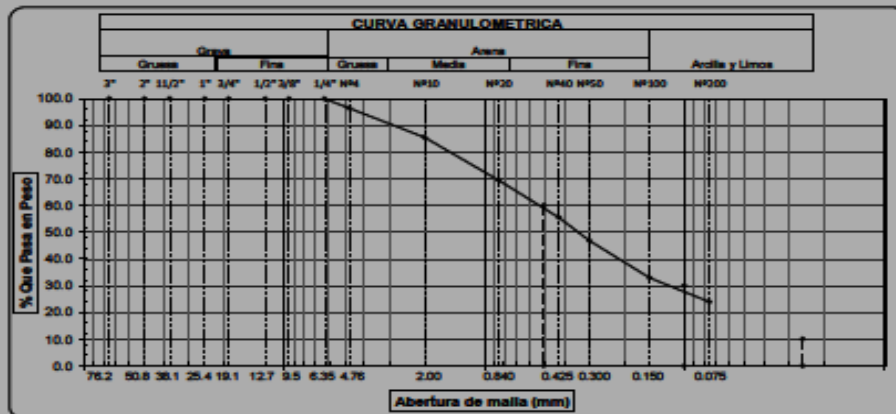 CURVA GRANULOMETRICA
Grava Arena
Gruesa Fina Gruesa Media Fina Arcilla y Limos
3" 2" 11/2" 1" 3/4" 1/2" 3/8" 1/4" Nº4 Nº10 Nº20 Nº40 Nº50 Nº100 Nº200
100.0
90.0
80.0
70.0
60.0
50.0
40.0
30.0
20.0
10.0
0.0
% Que Pasa en Peso
76.2 50.8 38.1 25.4 19.1 12.7 9.5 6.35 4.76 2.00 0.840 0.425 0.300 0.150 0.075
Abertura de malla (mm)